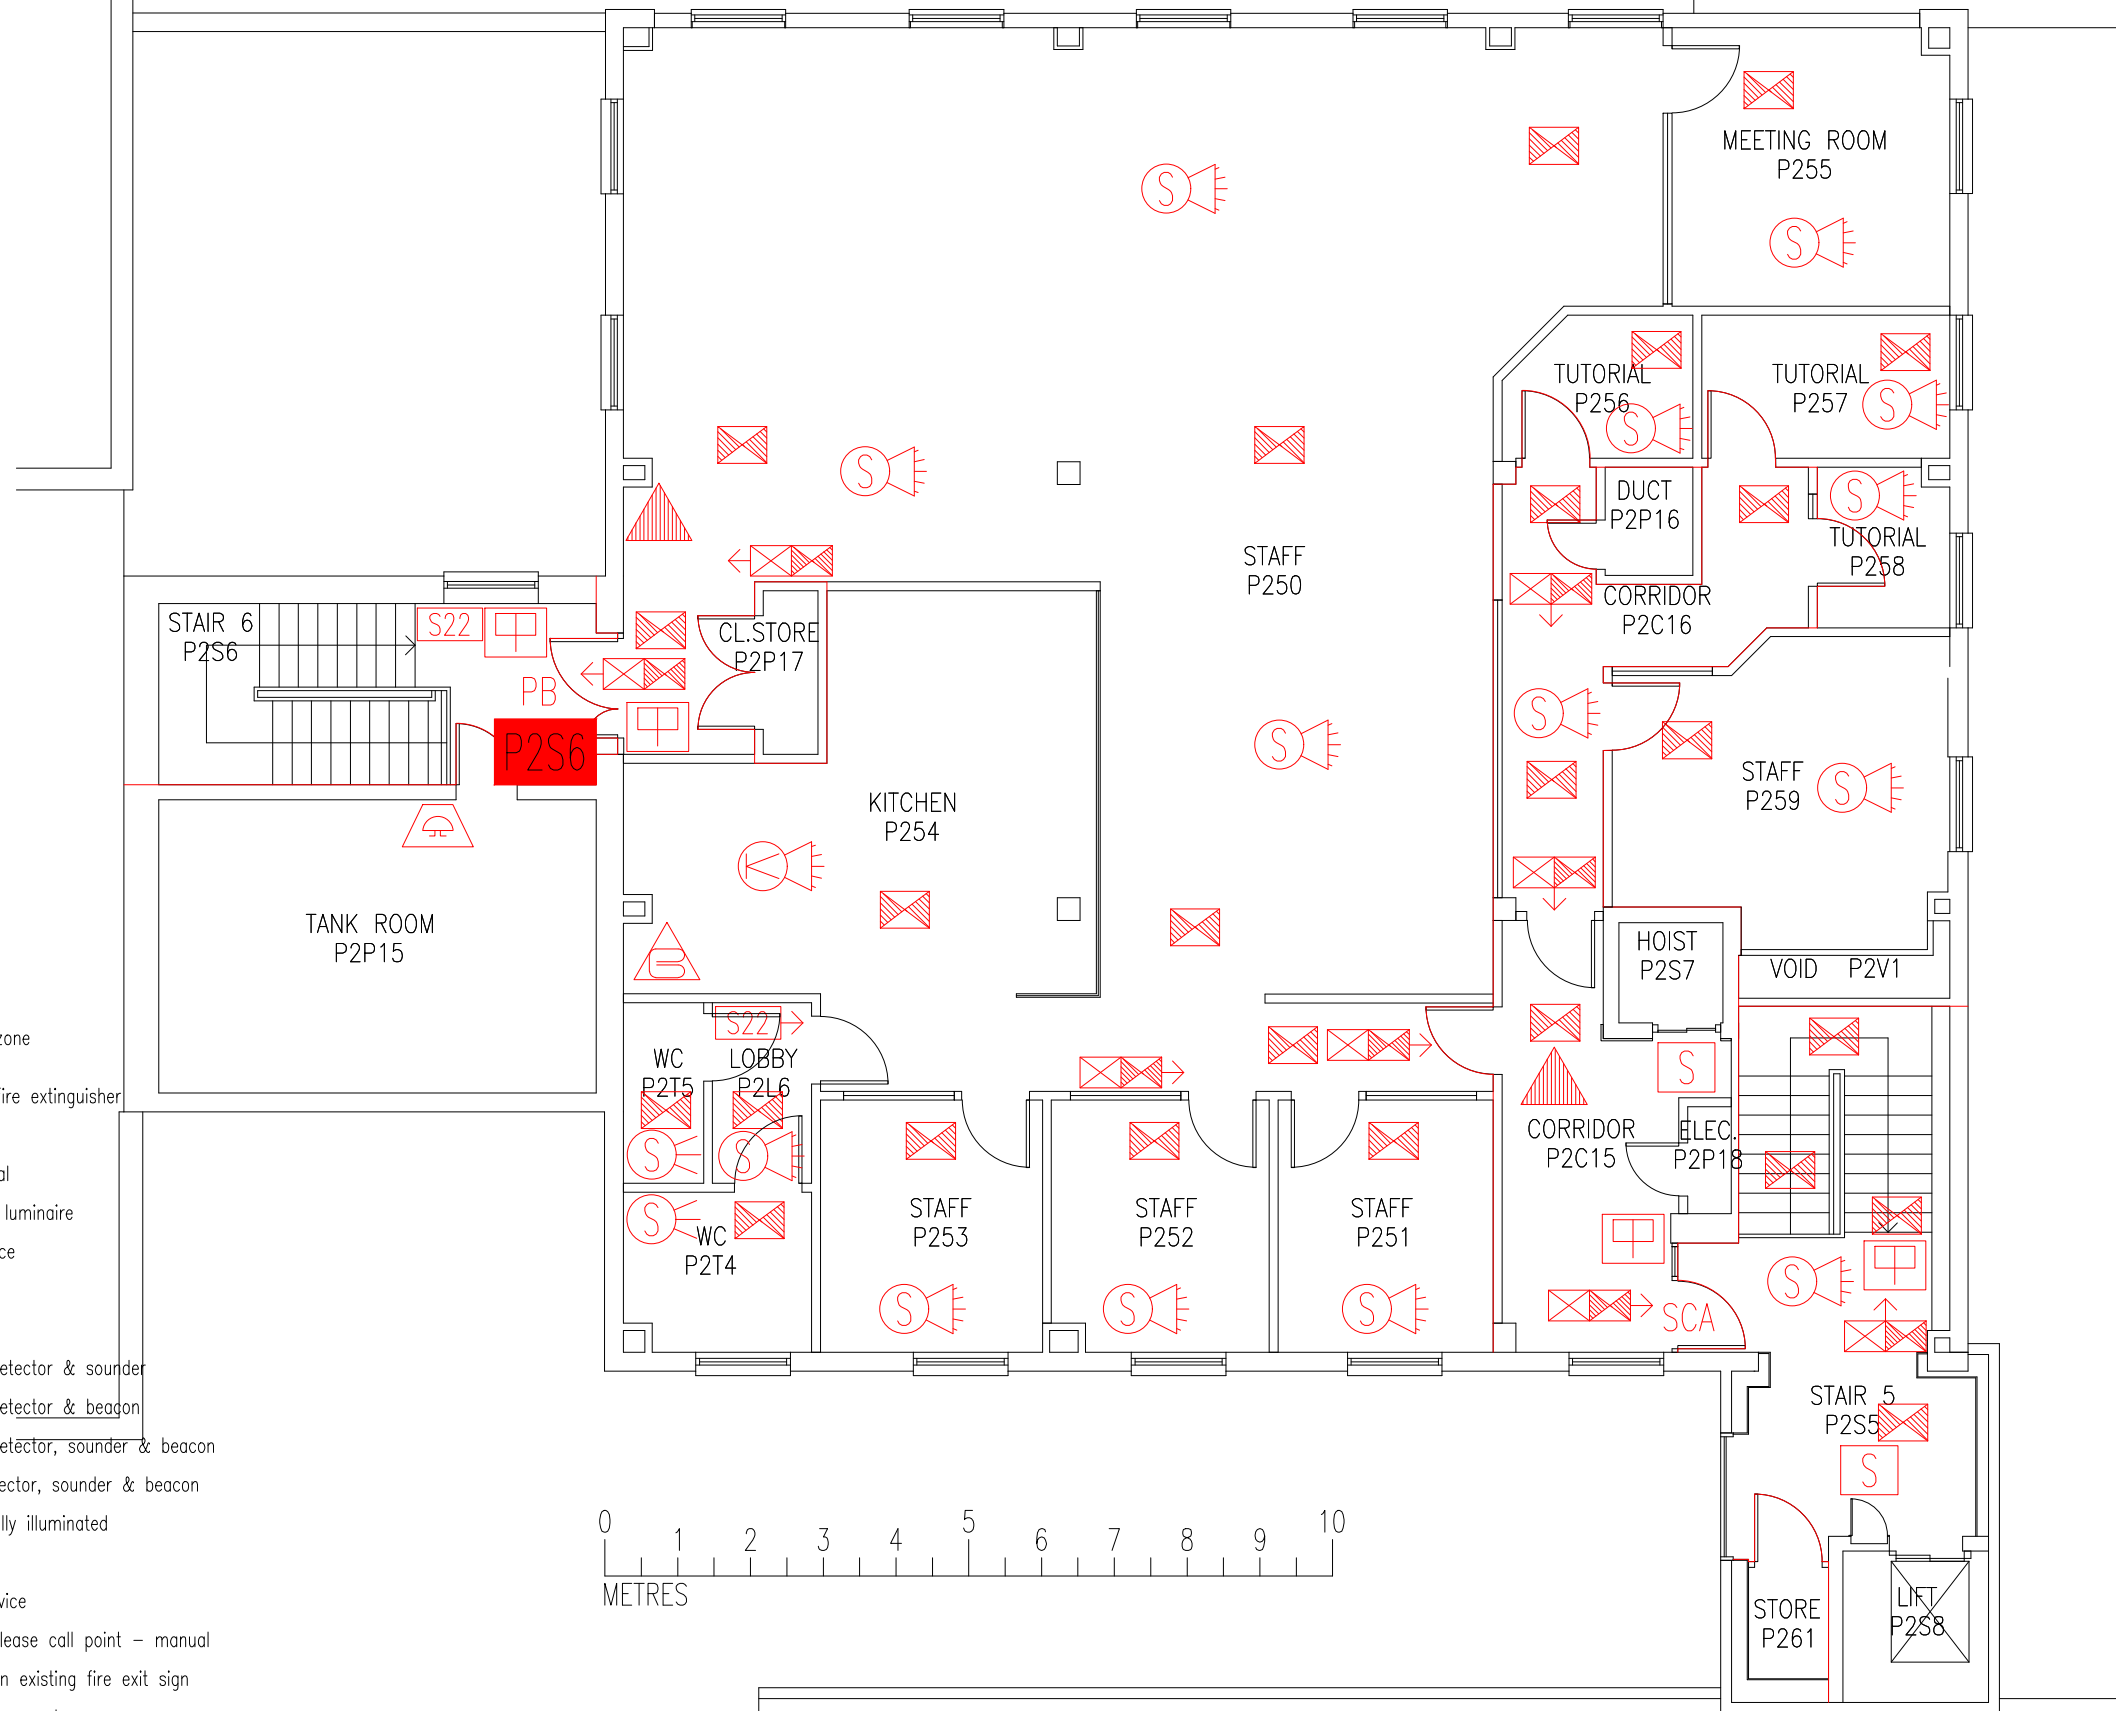 MEETING ROOM
P255
S
S
TUTORIAL
P256
S
TUTORIAL
P257
S
S
DUCT
P2P16
S
TUTORIAL
P258
STAFF
P250
CORRIDOR
P2C16
STAIR 6
P2S6
S22
CL.STORE
P2P17
PB
P2S6
S
S
STAFF
P259
S
KITCHEN
P254
K
TANK ROOM
P2P15
HOIST
P2S7
VOID P2V1
S22
WC
P2T5
LOBBY
P2L6
S
S
S
WC
P2T4
S
CORRIDOR
P2C15
ELEC.
P2P18
STAFF
P253
STAFF
P252
STAFF
P251
S
S
S
S
SCA
STAIR 5
P2S5
S
STORE
P261
LIFT
P2S8
zone
fire extinguisher
al
luminaire
ce
etector & sounder
etector & beacon
etector, sounder & beacon
ector, sounder & beacon
lly illuminated
vice
lease call point – manual
n existing fire exit sign
0 1 2 3 4 5 6 7 8 9 10
METRES